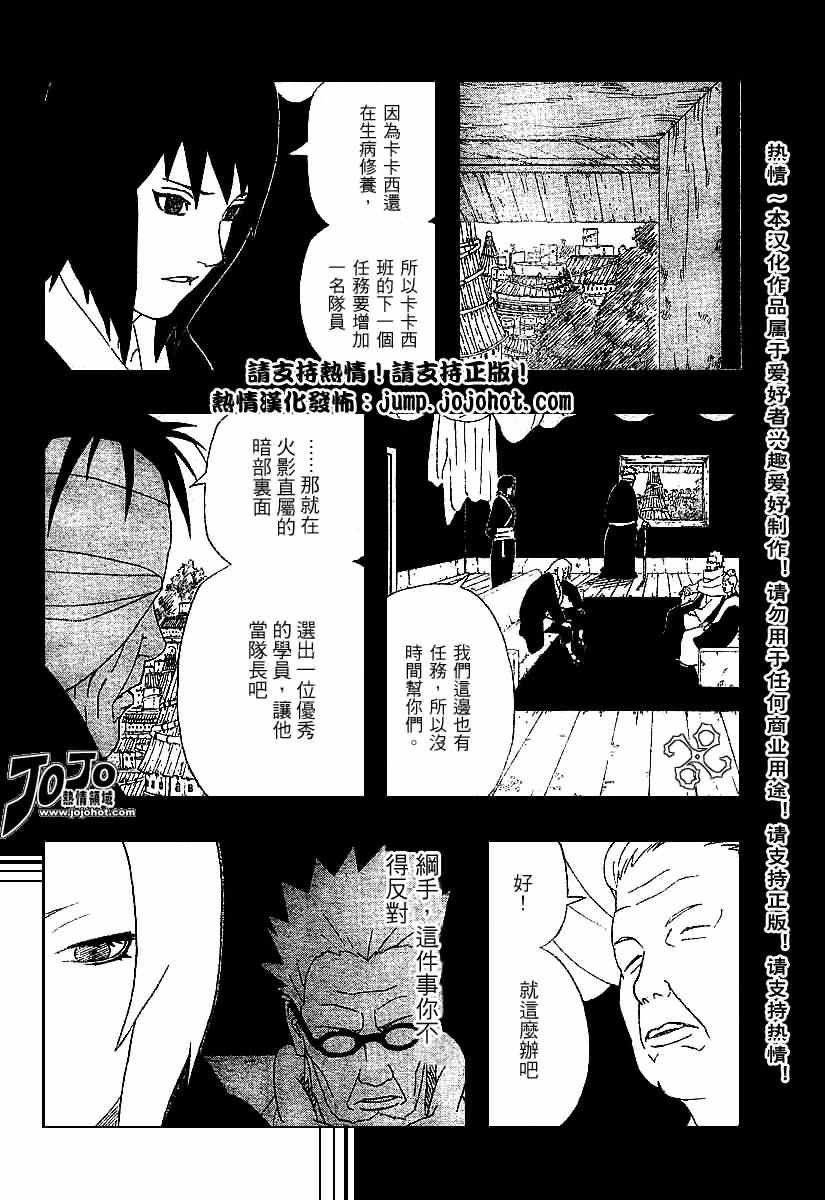 因為卡卡西還
在生病修養，
所以卡卡西
班的下一個
任務要增加
一名隊員
請支持熱情！請支持正版！
熱情漢化發佈：jump.jojohot.com
我們這邊也有
任務，所以沒
時間幫你們。
……那就在
火影直屬的
暗部裏面
選出一位優秀
的學員，讓他
當隊長吧
好！
就這麼辦吧
綱手，這件事你不
得反對
JOJO
熱情領域
www.jojohot.com
热情~本汉化作品属于爱好者兴趣爱好制作！请勿用于任何商业用途！请支持正版！请支持热情！